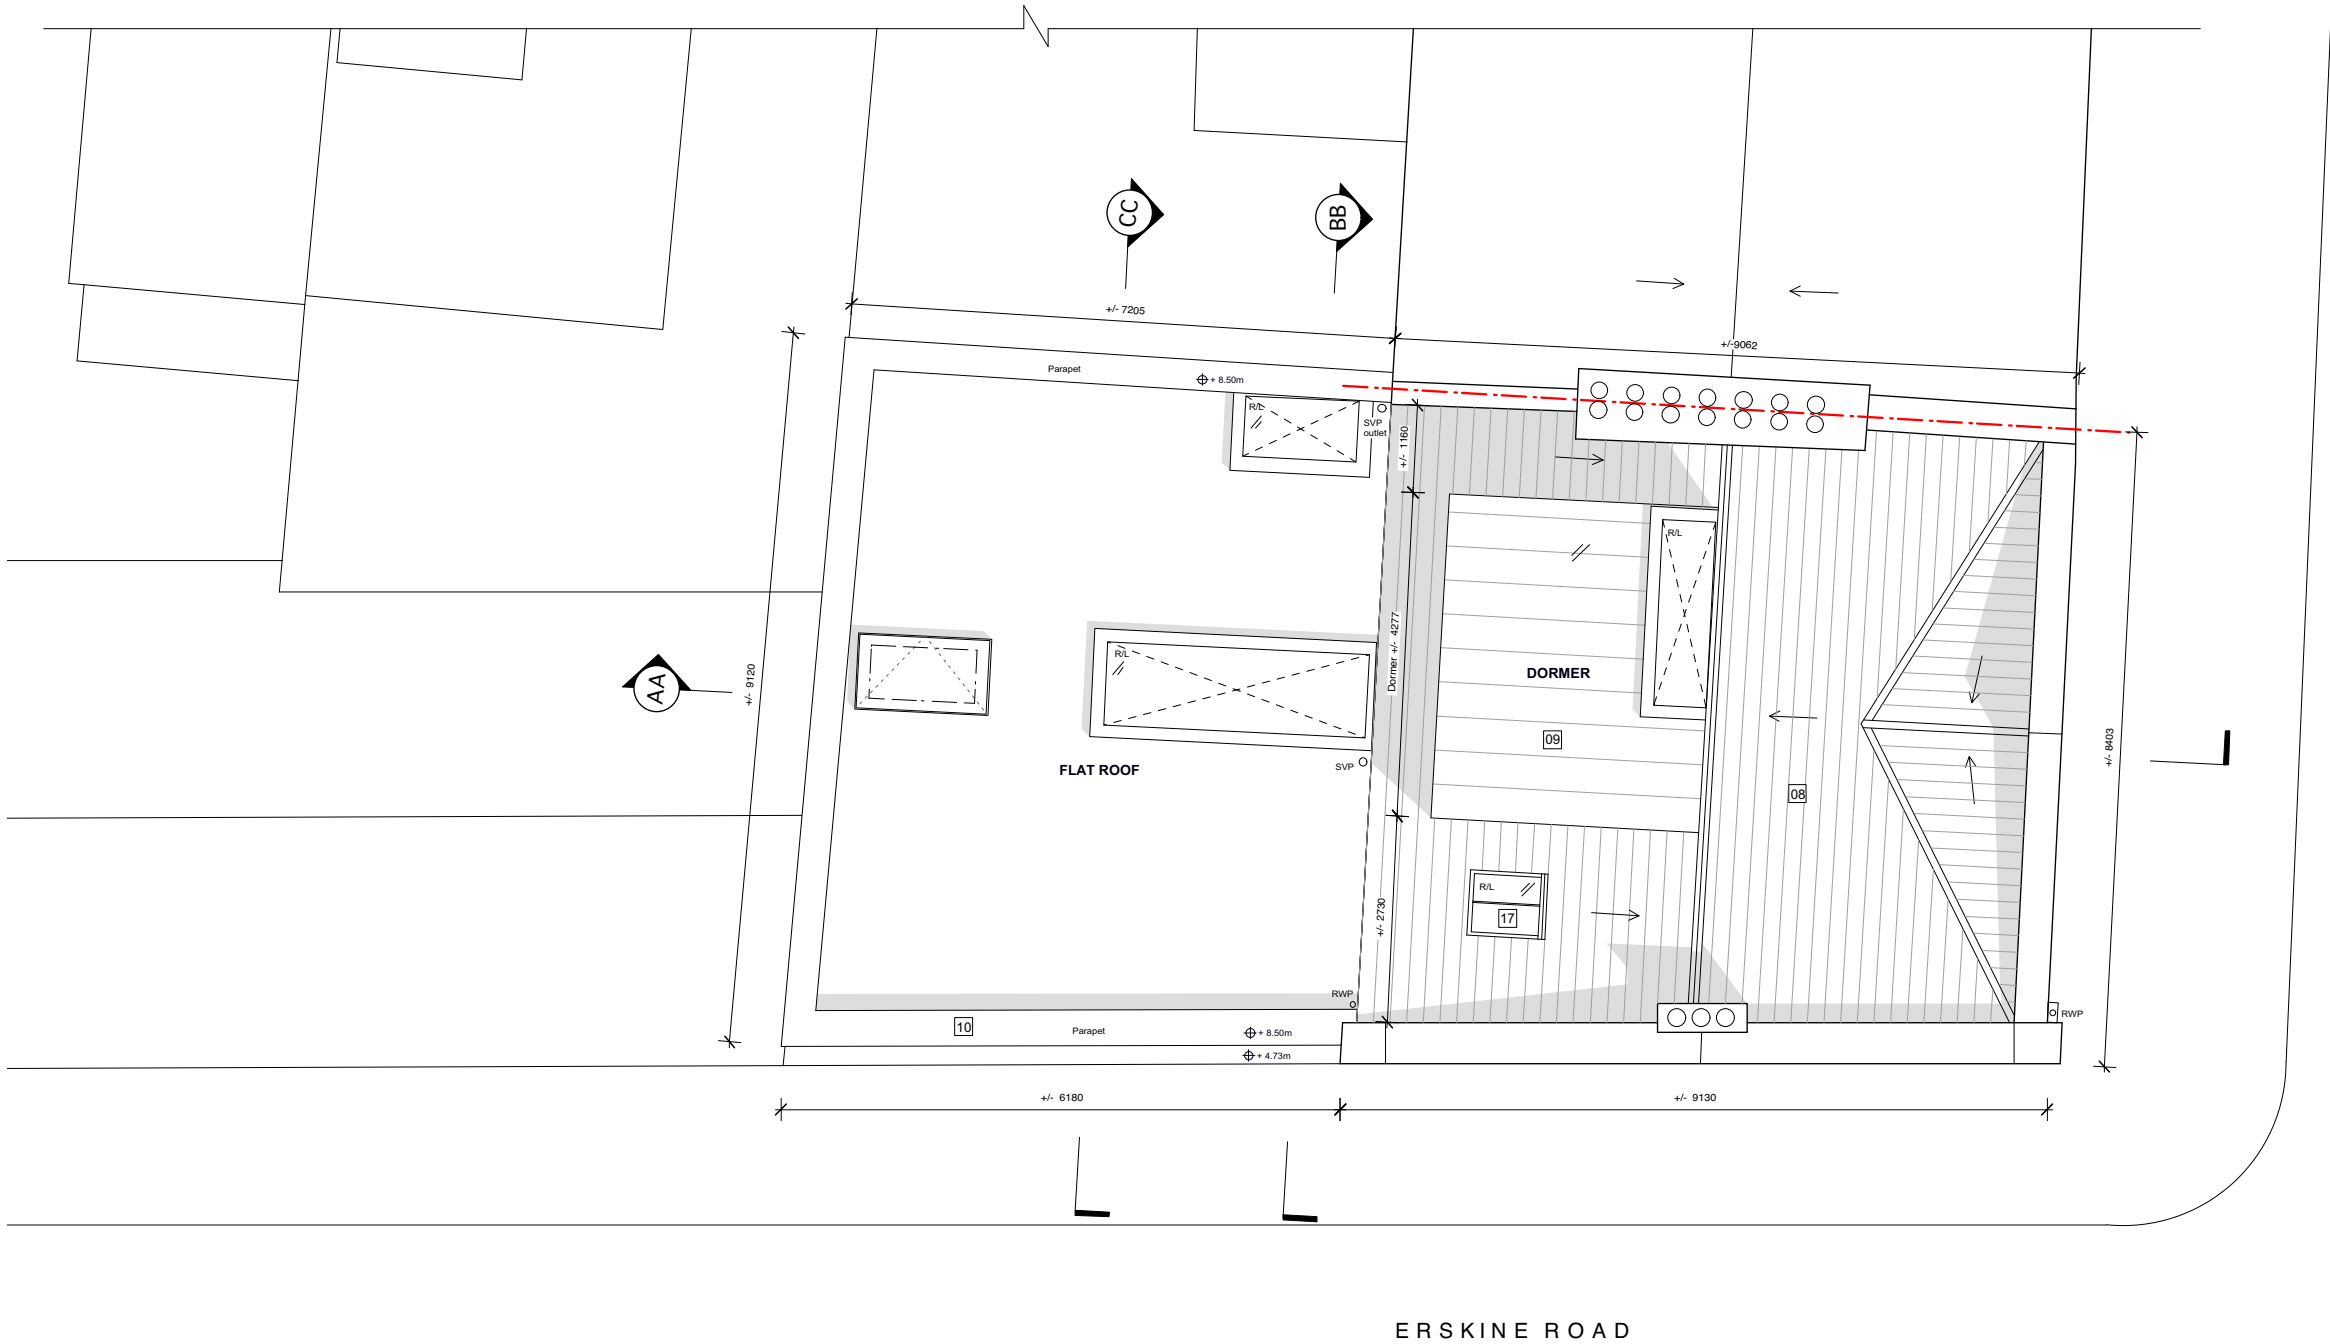 CC
BB
+/- 7205
+/-9062
Parapet
+ 8.50m
R/L
SVP
outlet
+/- 1160
R/L
Dormer +/- 4277
R/L
DORMER
AA
+/- 9120
09
+/- 8403
SVP
FLAT ROOF
08
R/L
17
+/- 2730
RWP
RWP
10
Parapet
+ 8.50m
+ 4.73m
+/- 6180
+/- 9130
ERSKINE ROAD